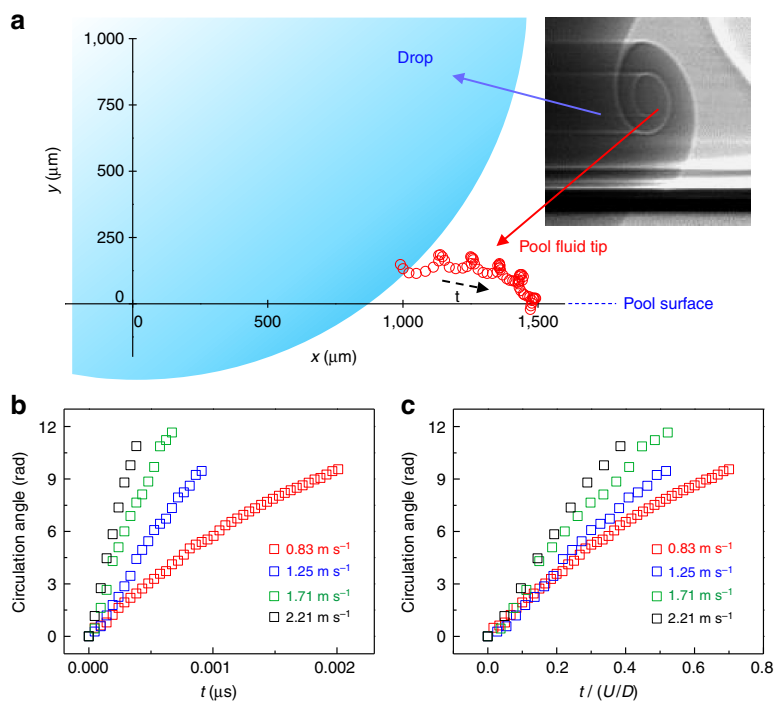 a
1,000
750
500
250
0
y (μm)
Drop
Pool fluid tip
t
Pool surface
0
500
1,000
1,500
x (μm)
b
12
9
6
3
0
Circulation angle (rad)
0.83 m s⁻¹
1.25 m s⁻¹
1.71 m s⁻¹
2.21 m s⁻¹
0.000
0.001
0.002
t (μs)
c
12
9
6
3
0
Circulation angle (rad)
0.83 m s⁻¹
1.25 m s⁻¹
1.71 m s⁻¹
2.21 m s⁻¹
0.0
0.2
0.4
0.6
0.8
t / (U/D)